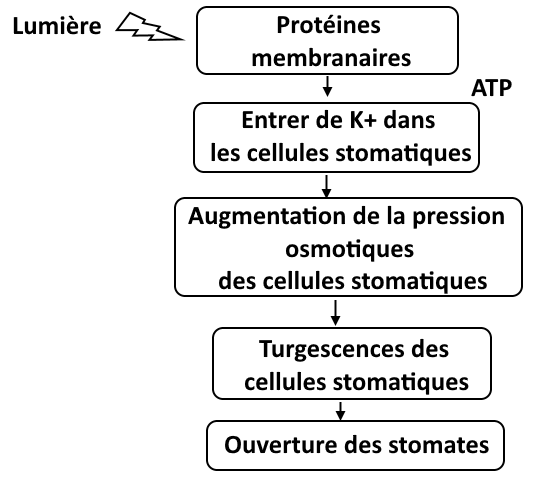 Lumière
Protéines
membranaires
ATP
Entrer de K+ dans
les cellules stomatiques
Augmentation de la pression
osmotiques
des cellules stomatiques
Turgescences des
cellules stomatiques
Ouverture des stomates